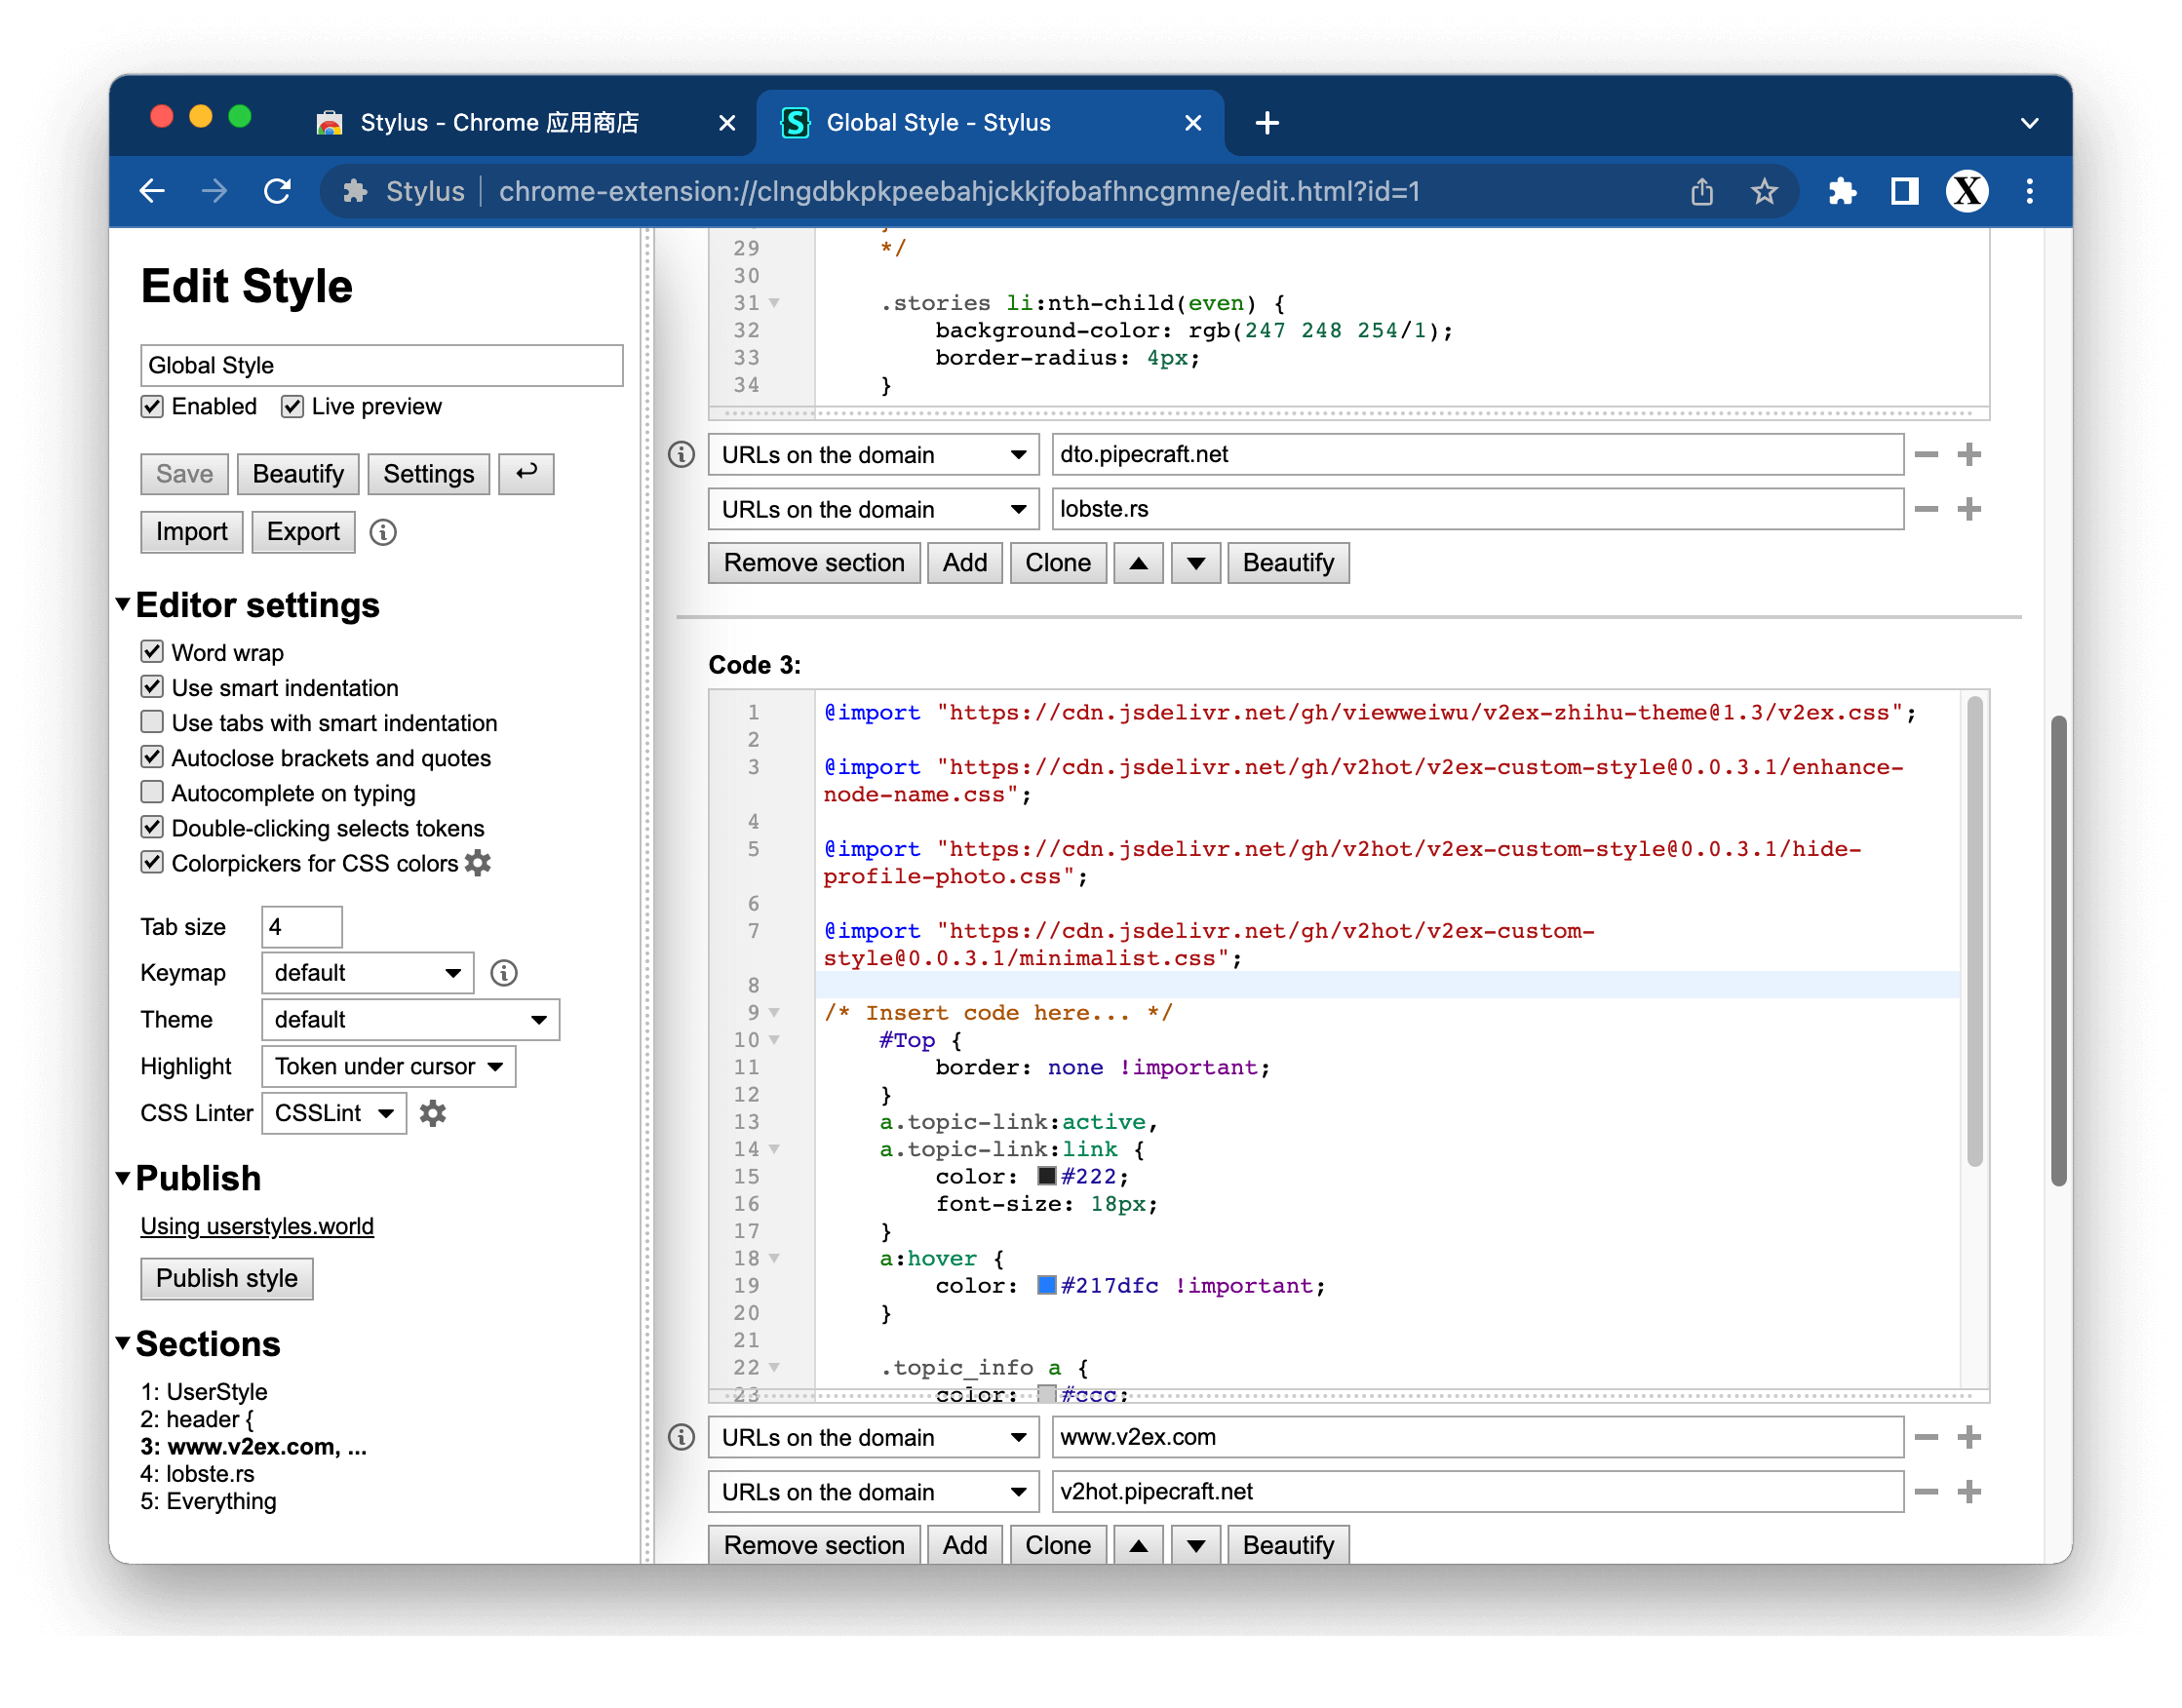 Stylus - Chrome 应用商店
Global Style - Stylus
Stylus
chrome-extension://clngdbkpkpeebahjckkjfobafhncgmne/edit.html?id=1
Edit Style
Global Style
Enabled
Live preview
Save
Beautify
Settings
Import
Export
Editor settings
Word wrap
Use smart indentation
Use tabs with smart indentation
Autoclose brackets and quotes
Autocomplete on typing
Double-clicking selects tokens
Colorpickers for CSS colors
Tab size 4
Keymap default
Theme default
Highlight Token under cursor
CSS Linter CSSLint
Publish
Using userstyles.world
Publish style
Sections
1: UserStyle
2: header {
3: www.v2ex.com, ...
4: lobste.rs
5: Everything
29 */
30
31 .stories li:nth-child(even) {
32 background-color: rgb(247 248 254/1);
33 border-radius: 4px;
34 }
URLs on the domain dto.pipecraft.net
URLs on the domain lobste.rs
Remove section Add Clone ▲ ▼ Beautify
Code 3:
1 @import "https://cdn.jsdelivr.net/gh/viewweiwu/v2ex-zhihu-theme@1.3/v2ex.css";
2
3 @import "https://cdn.jsdelivr.net/gh/v2hot/v2ex-custom-style@0.0.3.1/enhance-
node-name.css";
4
5 @import "https://cdn.jsdelivr.net/gh/v2hot/v2ex-custom-style@0.0.3.1/hide-
profile-photo.css";
6
7 @import "https://cdn.jsdelivr.net/gh/v2hot/v2ex-custom-
style@0.0.3.1/minimalist.css";
8
9 /* Insert code here... */
10 #Top {
11 border: none !important;
12 }
13 a.topic-link:active,
14 a.topic-link:link {
15 color: #222;
16 font-size: 18px;
17 }
18 a:hover {
19 color: #217dfc !important;
20 }
21
22 .topic_info a {
23 color: #ccc;
URLs on the domain www.v2ex.com
URLs on the domain v2hot.pipecraft.net
Remove section Add Clone ▲ ▼ Beautify